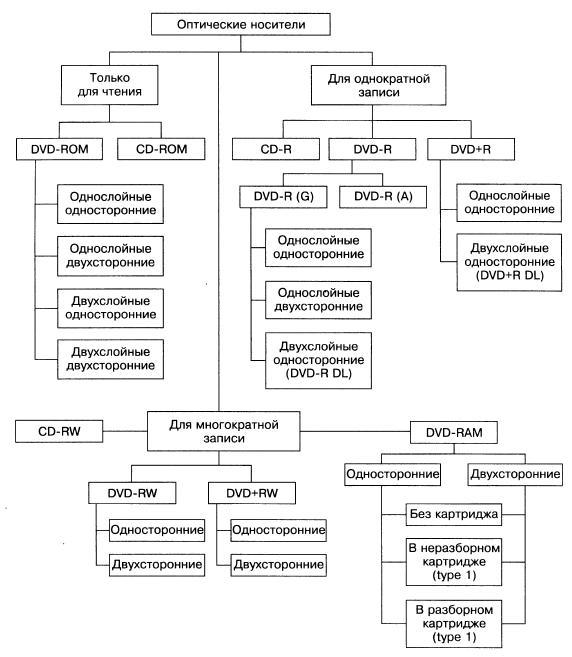 Оптические носители
Только
для чтения
Для однократной
записи
DVD-ROM
CD-ROM
CD-R
DVD-R
DVD+R
DVD-R (G)
DVD-R (A)
Однослойные
односторонние
Однослойные
двухсторонние
Двухслойные
односторонние
Двухслойные
двухсторонние
Однослойные
односторонние
Однослойные
двухсторонние
Двухслойные
односторонние
(DVD-R DL)
Однослойные
односторонние
Двухслойные
односторонние
(DVD+R DL)
CD-RW
Для многократной
записи
DVD-RAM
DVD-RW
DVD+RW
Односторонние
Двухсторонние
Односторонние
Двухсторонние
Односторонние
Двухсторонние
Без картриджа
В неразборном
картридже
(type 1)
В разборном
картридже
(type 1)